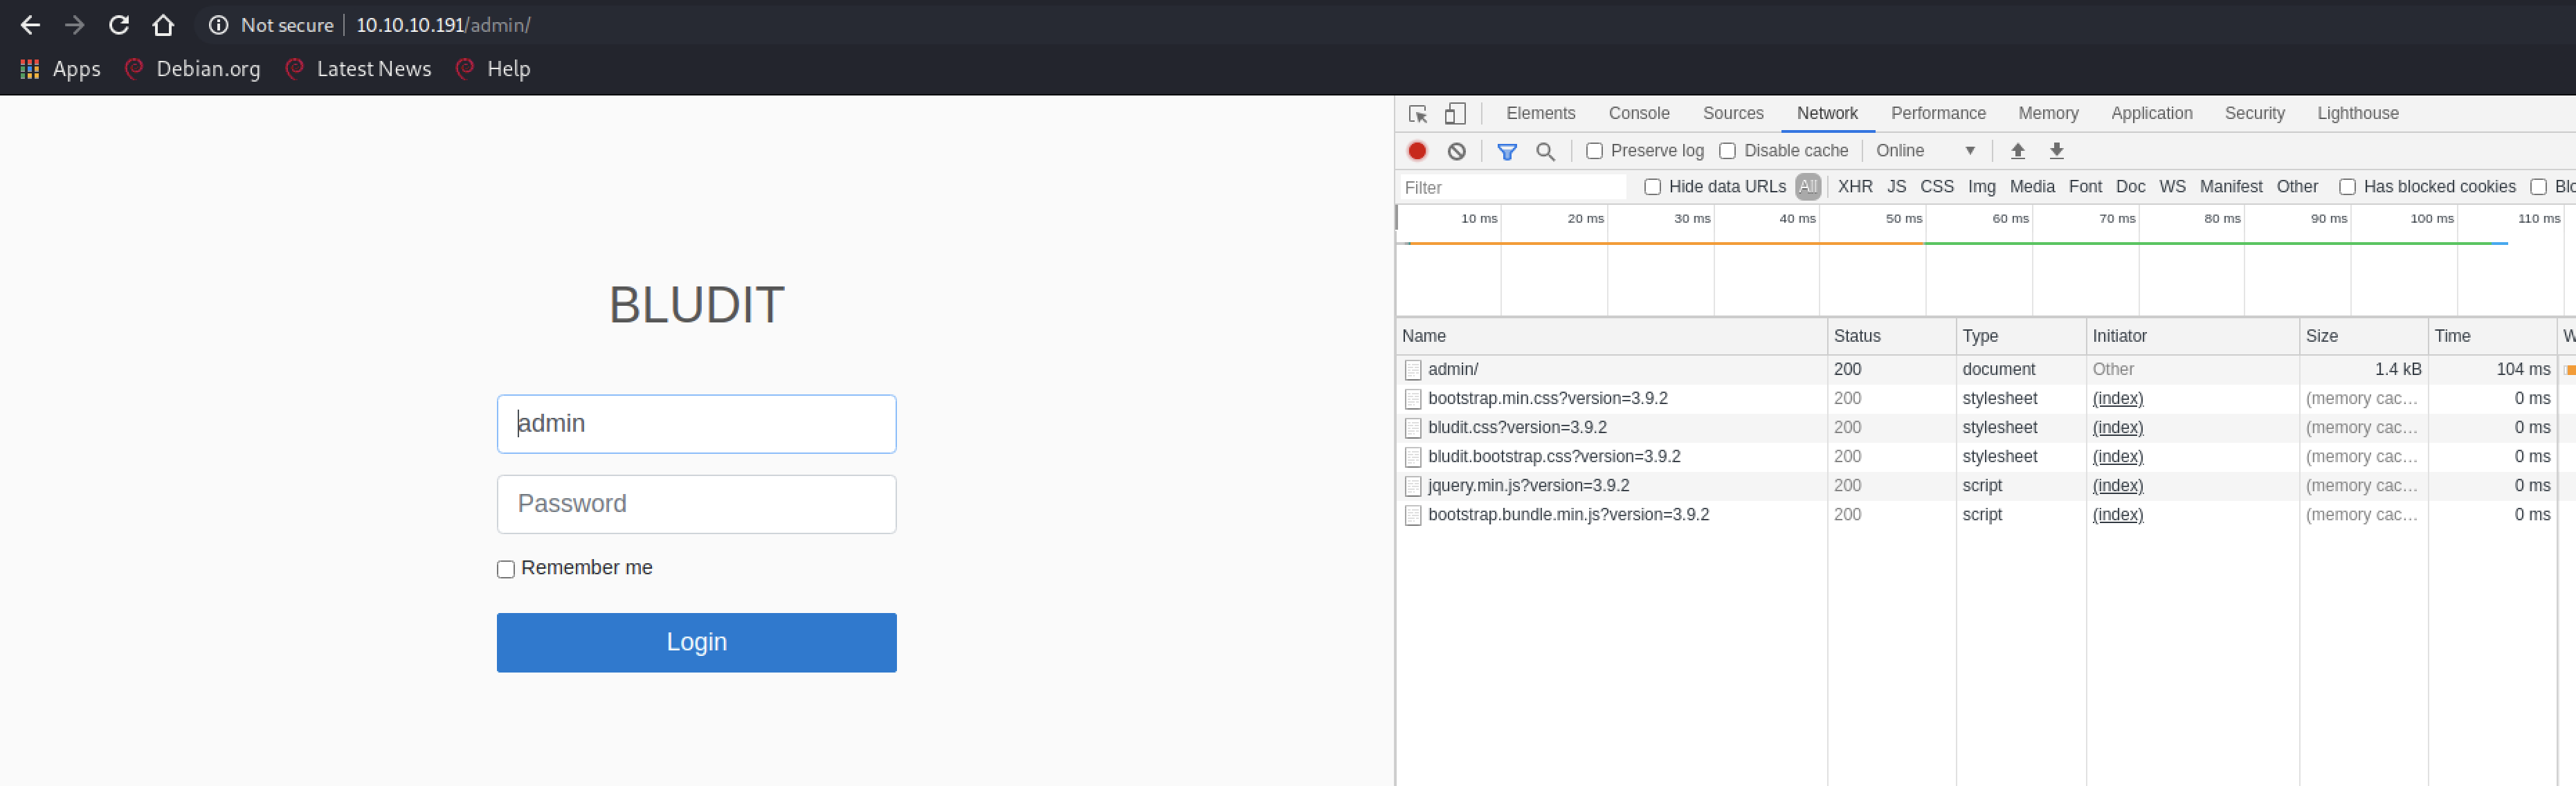 Not secure | 10.10.10.191/admin/
Apps Debian.org Latest News Help
BLUDIT
admin
Password
Remember me
Login
Elements Console Sources Network Performance Memory Application Security Lighthouse
Preserve log Disable cache Online
Filter Hide data URLs All XHR JS CSS Img Media Font Doc WS Manifest Other Has blocked cookies Blo
10 ms 20 ms 30 ms 40 ms 50 ms 60 ms 70 ms 80 ms 90 ms 100 ms 110 ms
Name Status Type Initiator Size Time W
admin/ 200 document Other 1.4 kB 104 ms
bootstrap.min.css?version=3.9.2 200 stylesheet (index) (memory cac... 0 ms
bludit.css?version=3.9.2 200 stylesheet (index) (memory cac... 0 ms
bludit.bootstrap.css?version=3.9.2 200 stylesheet (index) (memory cac... 0 ms
jquery.min.js?version=3.9.2 200 script (index) (memory cac... 0 ms
bootstrap.bundle.min.js?version=3.9.2 200 script (index) (memory cac... 0 ms